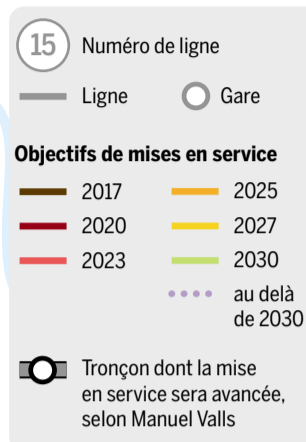 15 Numéro de ligne
Ligne Gare
Objectifs de mises en service
2017 2025
2020 2027
2023 2030
au delà
de 2030
Tronçon dont la mise
en service sera avancée,
selon Manuel Valls